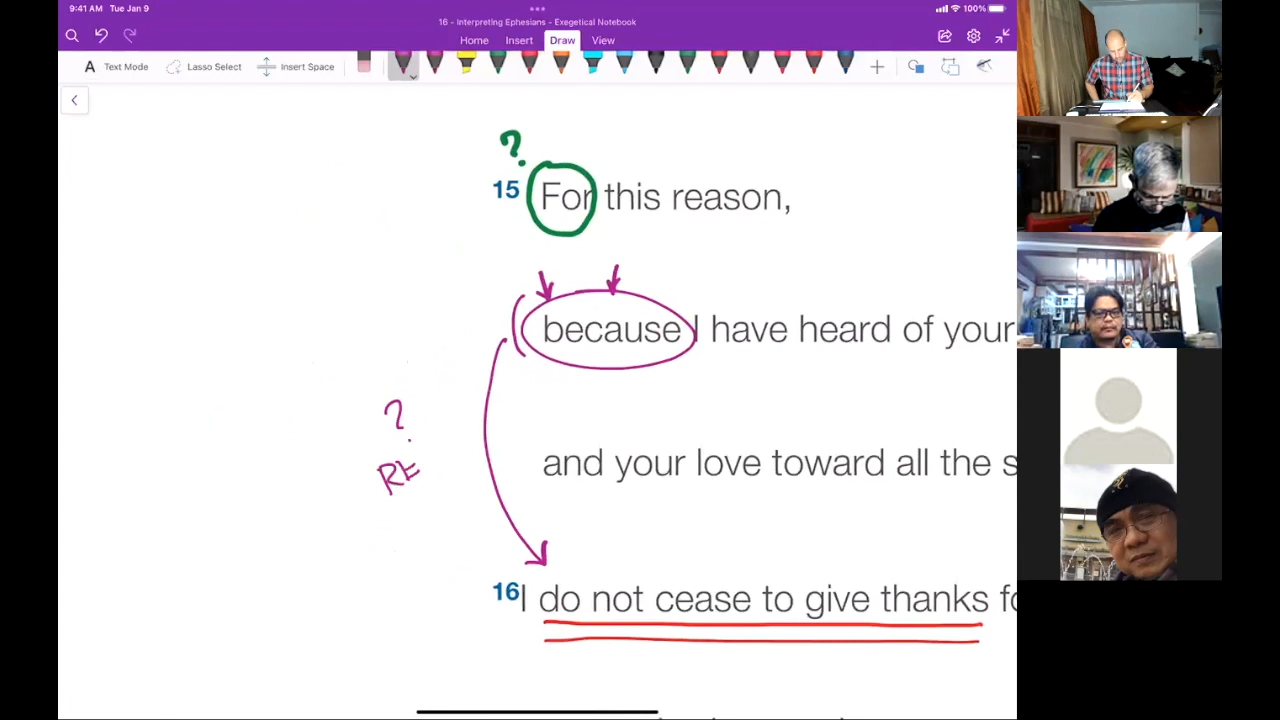 9:41 AM Tue Jan 9
100%
16 - Interpreting Ephesians - Exegetical Notebook
Home Insert Draw View
A Text Mode Lasso Select Insert Space
?
15 For this reason,
because I have heard of your
?
RE
and your love toward all the s
16 I do not cease to give thanks fo